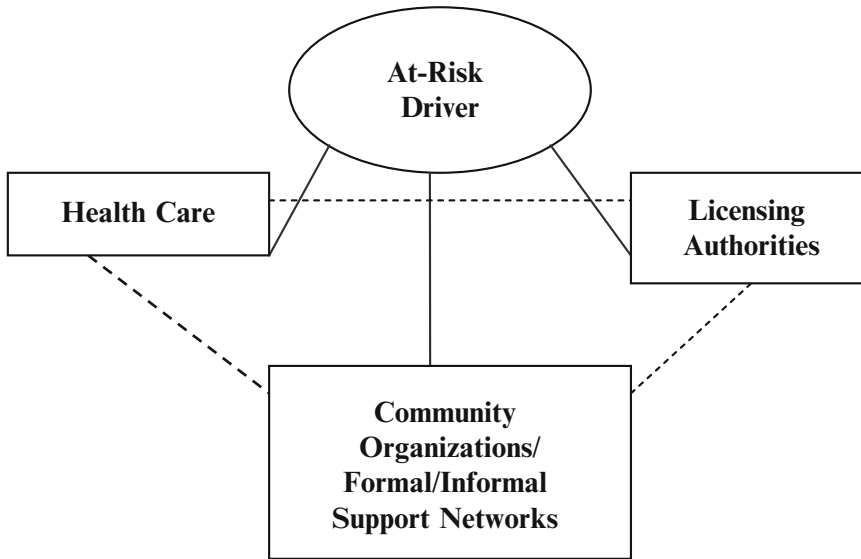 At-Risk
Driver
Health Care
Licensing
Authorities
Community
Organizations/
Formal/Informal
Support Networks